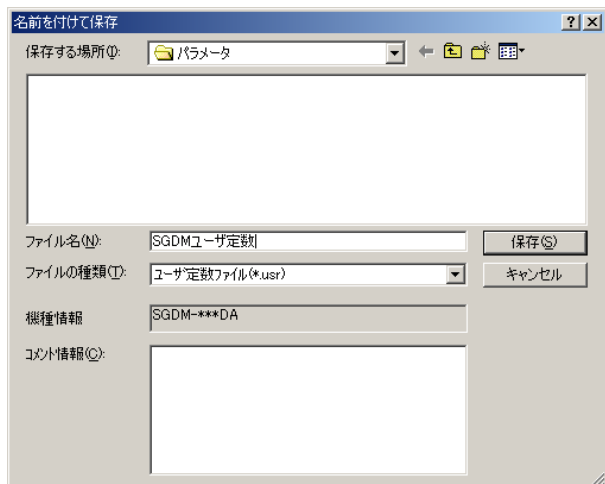 名前を付けて保存
保存する場所(I): パラメータ
ファイル名(N): SGDMユーザ定数 保存(S)
ファイルの種類(T): ユーザ定数ファイル(*.usr) キャンセル
機種情報 SGDM-***DA
コメント情報(C):